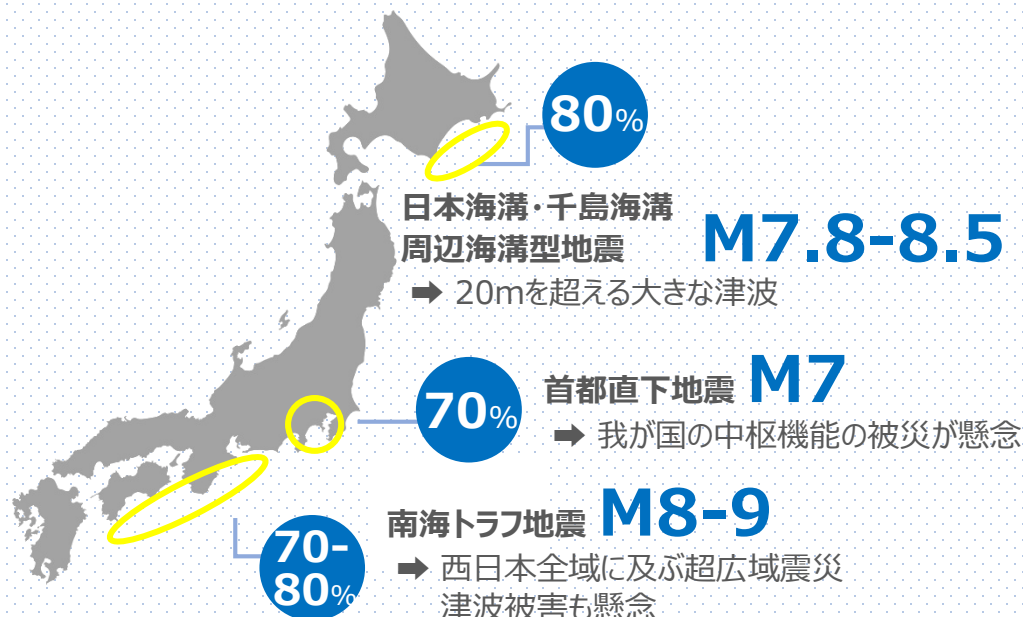 80%
日本海溝・千島海溝
周辺海溝型地震 M7.8-8.5
➡ 20mを超える大きな津波
70%
首都直下地震 M7
➡ 我が国の中枢機能の被災が懸念
70-
80%
南海トラフ地震 M8-9
➡ 西日本全域に及ぶ超広域震災
津波被害も懸念